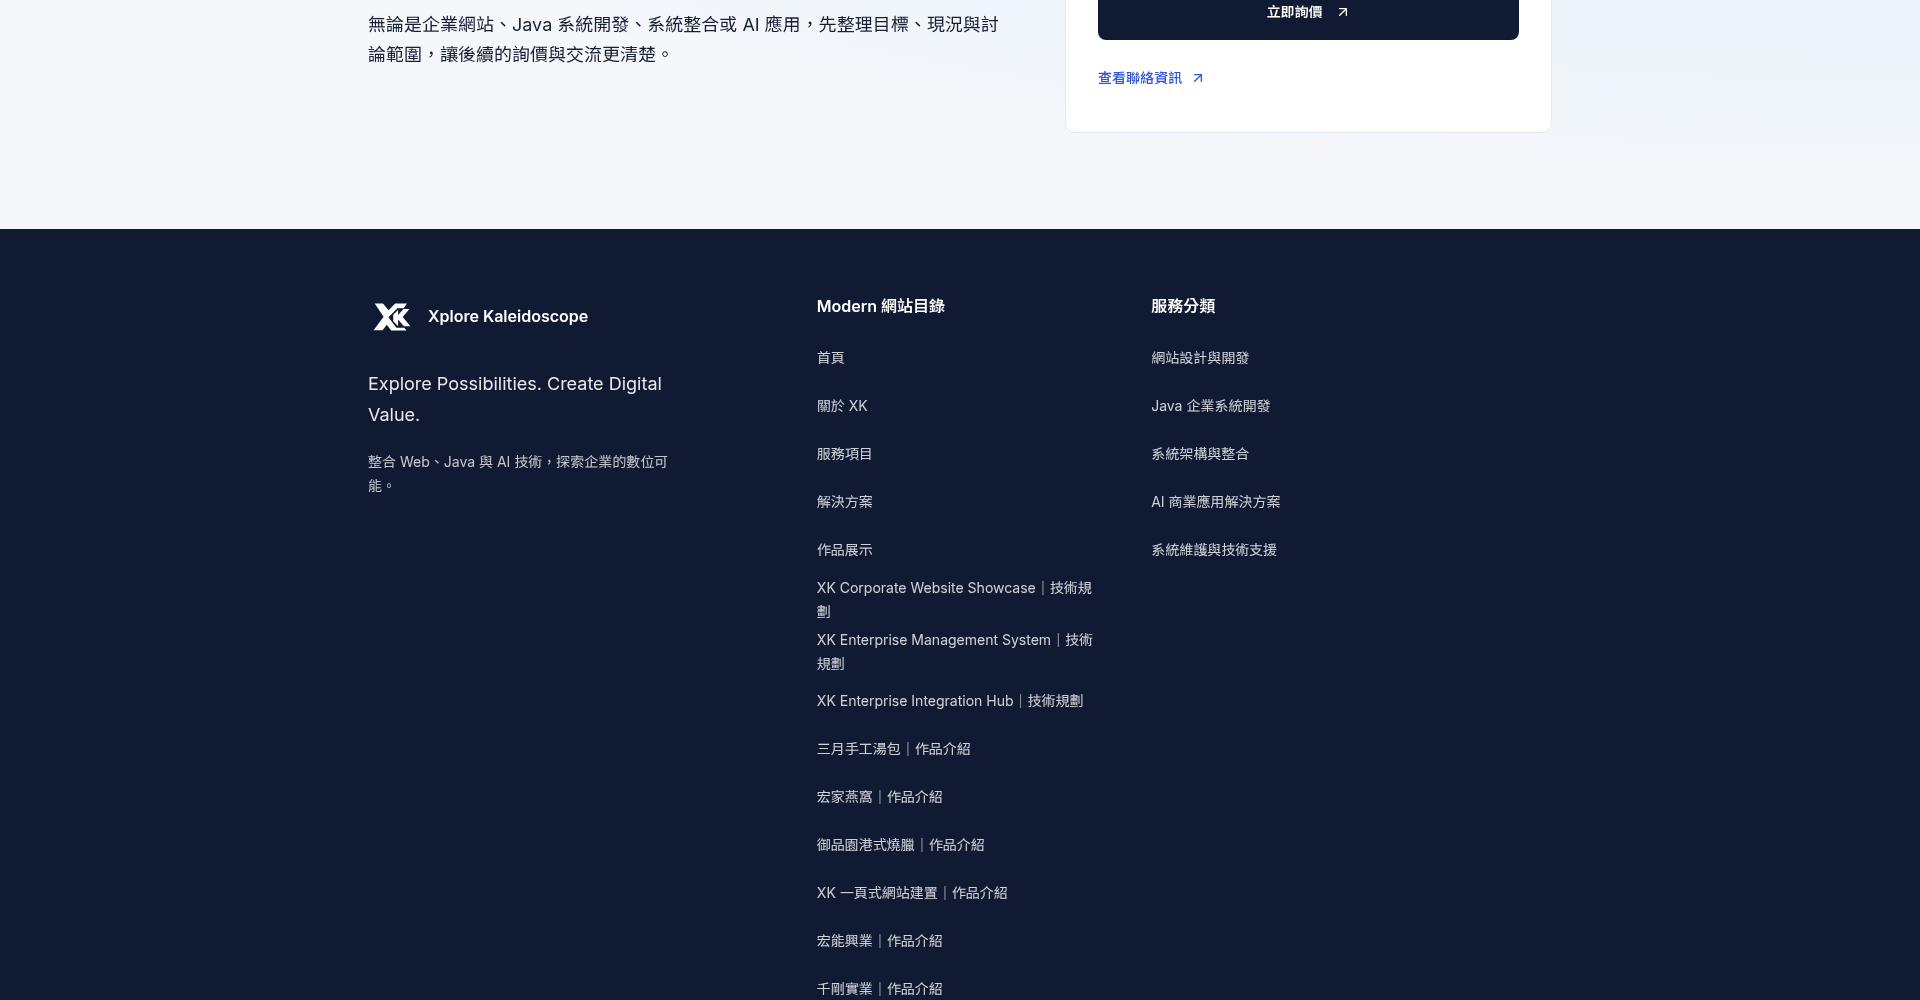 無論是企業網站、Java 系統開發、系統整合或 AI 應用，先整理目標、現況與討
論範圍，讓後續的詢價與交流更清楚。
立即詢價
查看聯絡資訊
XK
Xplore Kaleidoscope
Explore Possibilities. Create Digital
Value.
整合 Web、Java 與 AI 技術，探索企業的數位可
能。
Modern 網站目錄
首頁
關於 XK
服務項目
解決方案
作品展示
XK Corporate Website Showcase｜技術規
劃
XK Enterprise Management System｜技術
規劃
XK Enterprise Integration Hub｜技術規劃
三月手工湯包｜作品介紹
宏家燕窩｜作品介紹
御品園港式燒臘｜作品介紹
XK 一頁式網站建置｜作品介紹
宏能興業｜作品介紹
千剛實業｜作品介紹
服務分類
網站設計與開發
Java 企業系統開發
系統架構與整合
AI 商業應用解決方案
系統維護與技術支援